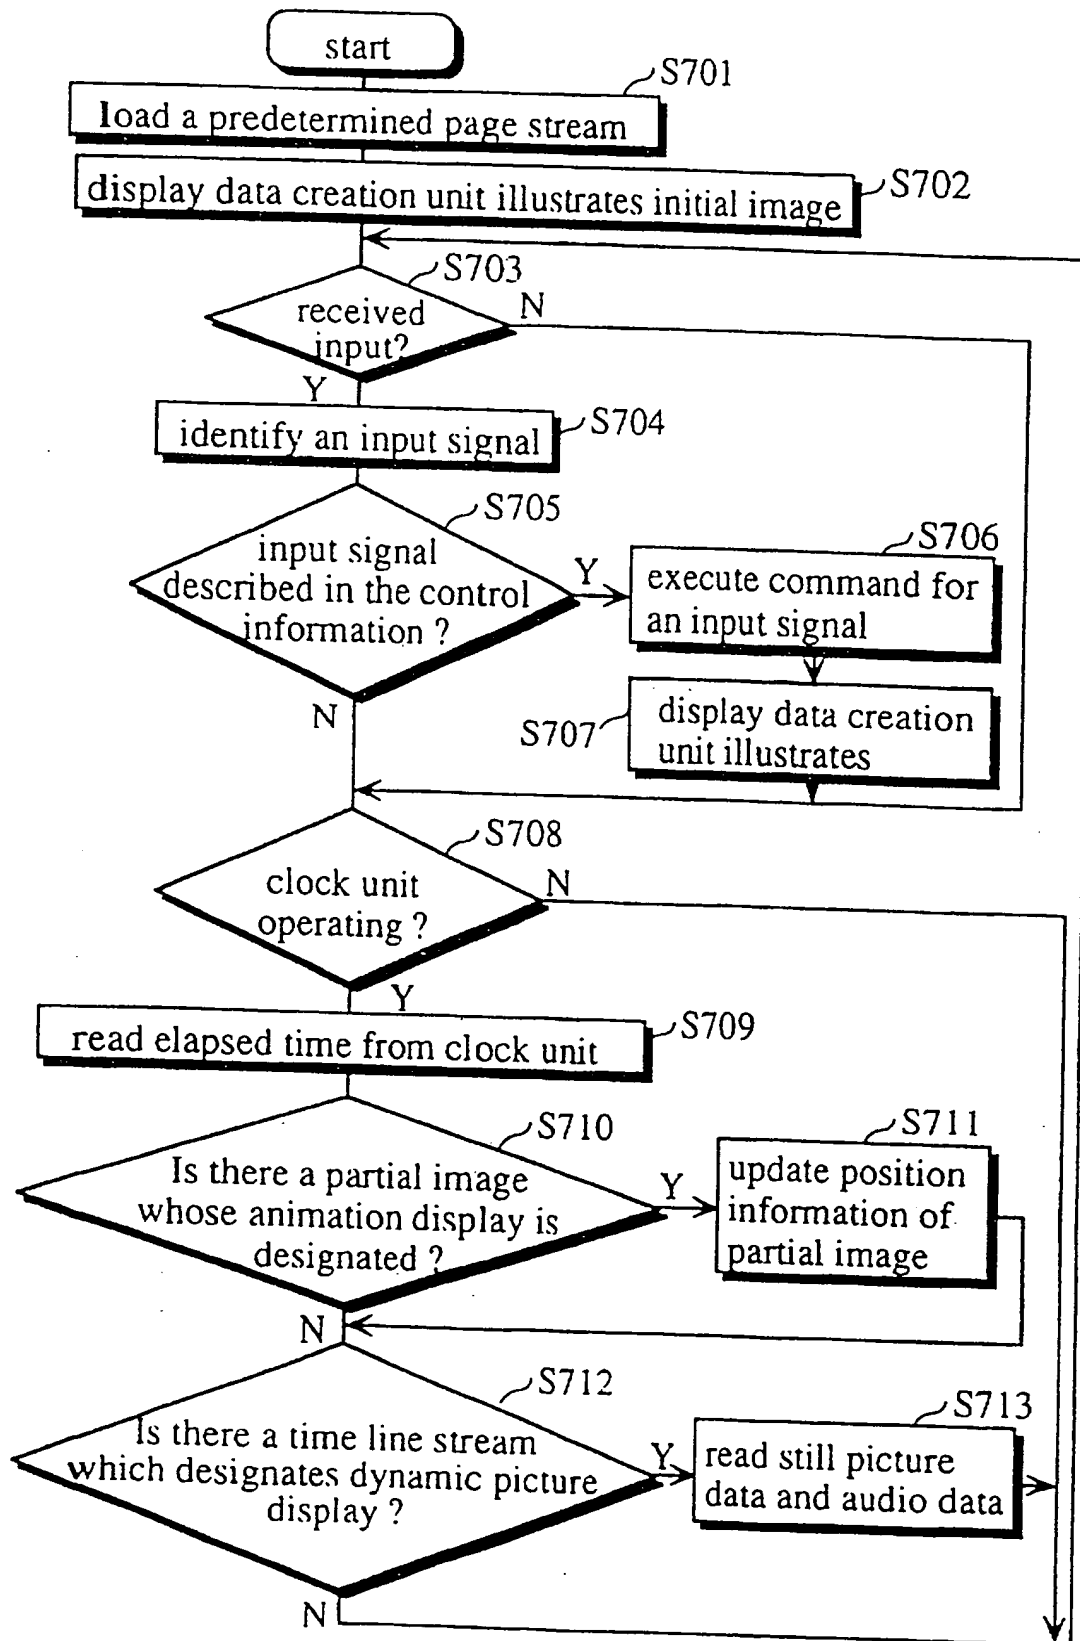 start
S701
load a predetermined page stream
S702
display data creation unit illustrates initial image
S703
received
input?
N
Y
S704
identify an input signal
S705
input signal
described in the control
information ?
Y
N
S706
execute command for
an input signal
S707
display data creation
unit illustrates
S708
clock unit
operating ?
N
Y
S709
read elapsed time from clock unit
S710
Is there a partial image
whose animation display is
designated ?
Y
N
S711
update position
information of
partial image
S712
Is there a time line stream
which designates dynamic picture
display ?
Y
N
S713
read still picture
data and audio data